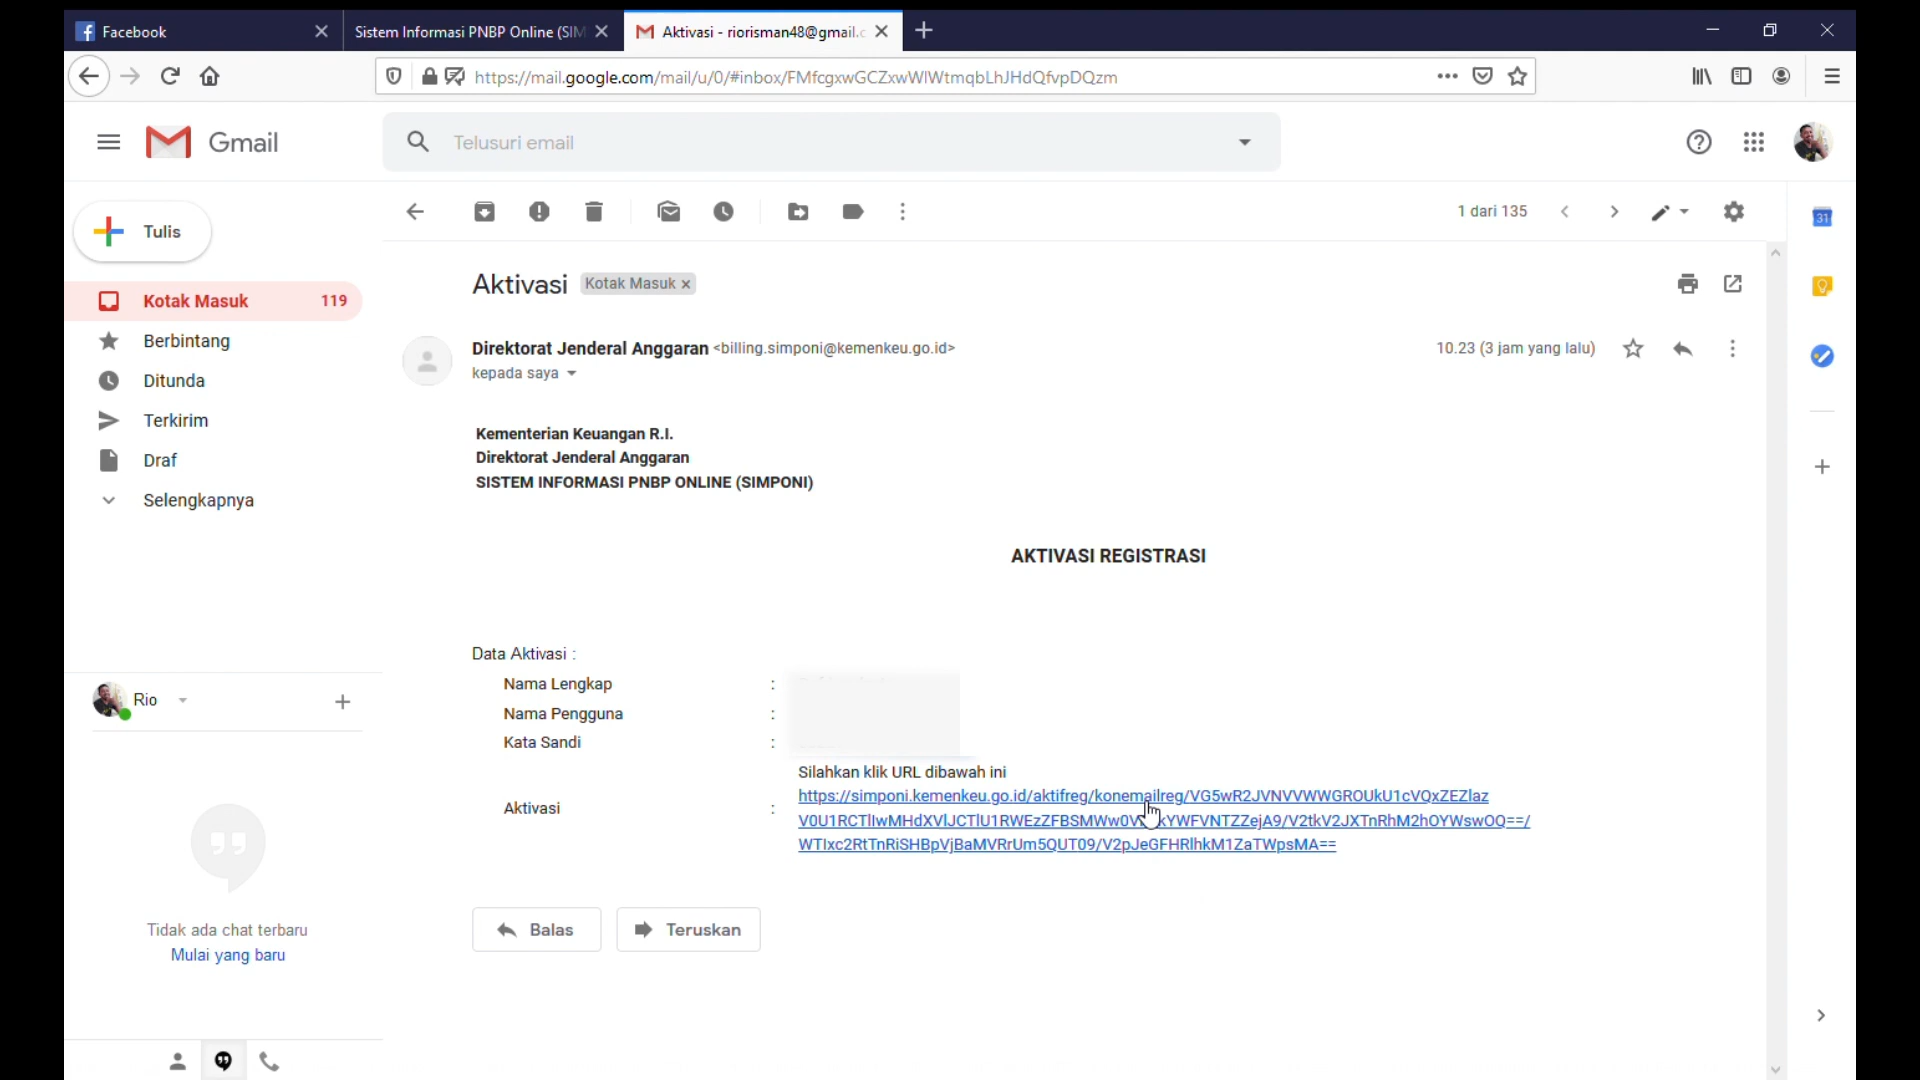 Facebook
Sistem Informasi PNBP Online (SIM
Aktivasi - riorisman48@gmail.c
https://mail.google.com/mail/u/0/#inbox/FMfcgxwGCZxwWlWtmqbLhJHdQfvpDQzm
Gmail
Telusuri email
Tulis
1 dari 135
31
Kotak Masuk 119
Berbintang
Ditunda
Terkirim
Draf
Selengkapnya
Aktivasi Kotak Masuk x
Direktorat Jenderal Anggaran <billing.simponi@kemenkeu.go.id>
10.23 (3 jam yang lalu)
kepada saya
Kementerian Keuangan R.I.
Direktorat Jenderal Anggaran
SISTEM INFORMASI PNBP ONLINE (SIMPONI)
AKTIVASI REGISTRASI
Data Aktivasi :
Nama Lengkap :
Nama Pengguna :
Kata Sandi :
Silahkan klik URL dibawah ini
Aktivasi :
https://simponi.kemenkeu.go.id/aktifreg/konemailreg/VG5wR2JVNVVWWGROUkU1cVQxZEZlaz
WTlxc2RtTnRiSHBpVjBaMVRrUm5QUT09/V2pJeGFHRlhkM1ZaTWpsMA==
Balas
Teruskan
Rio
Tidak ada chat terbaru
Mulai yang baru